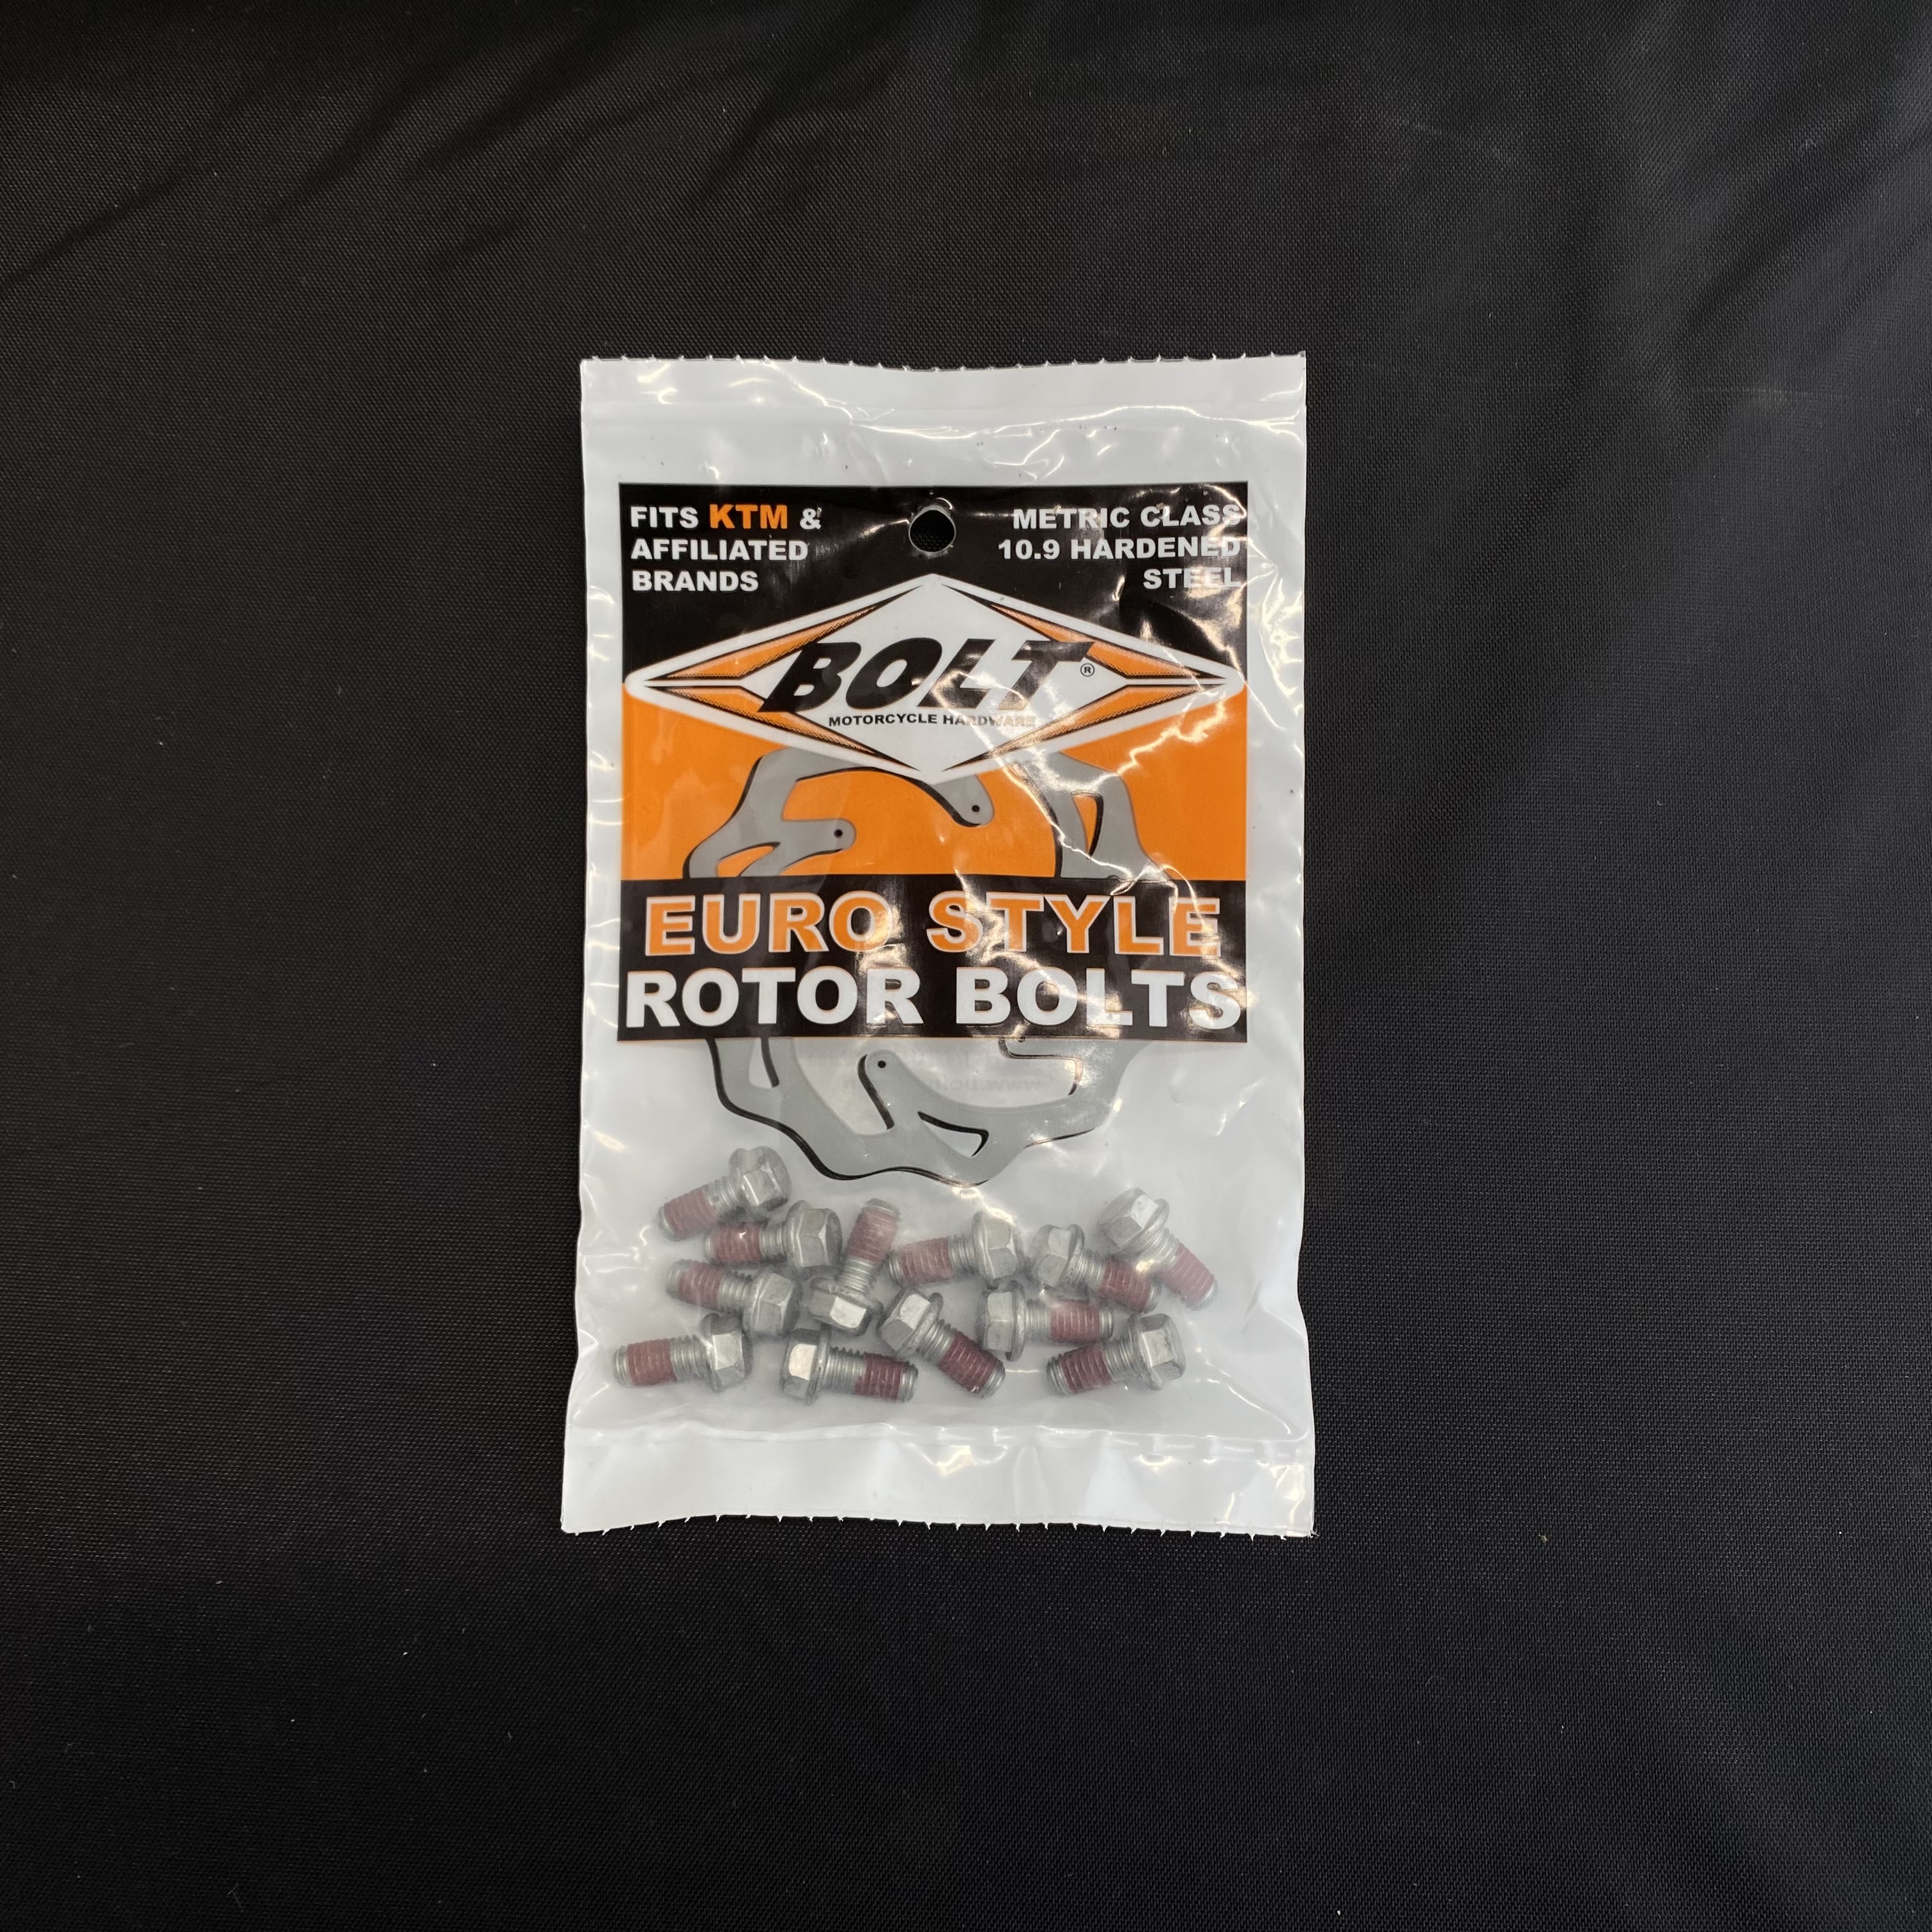 FITS KTM &
AFFILIATED
BRANDS
METRIC CLASS
10.9 HARDENED
STEEL
BOLT®
MOTORCYCLE HARDWARE
EURO STYLE
ROTOR BOLTS